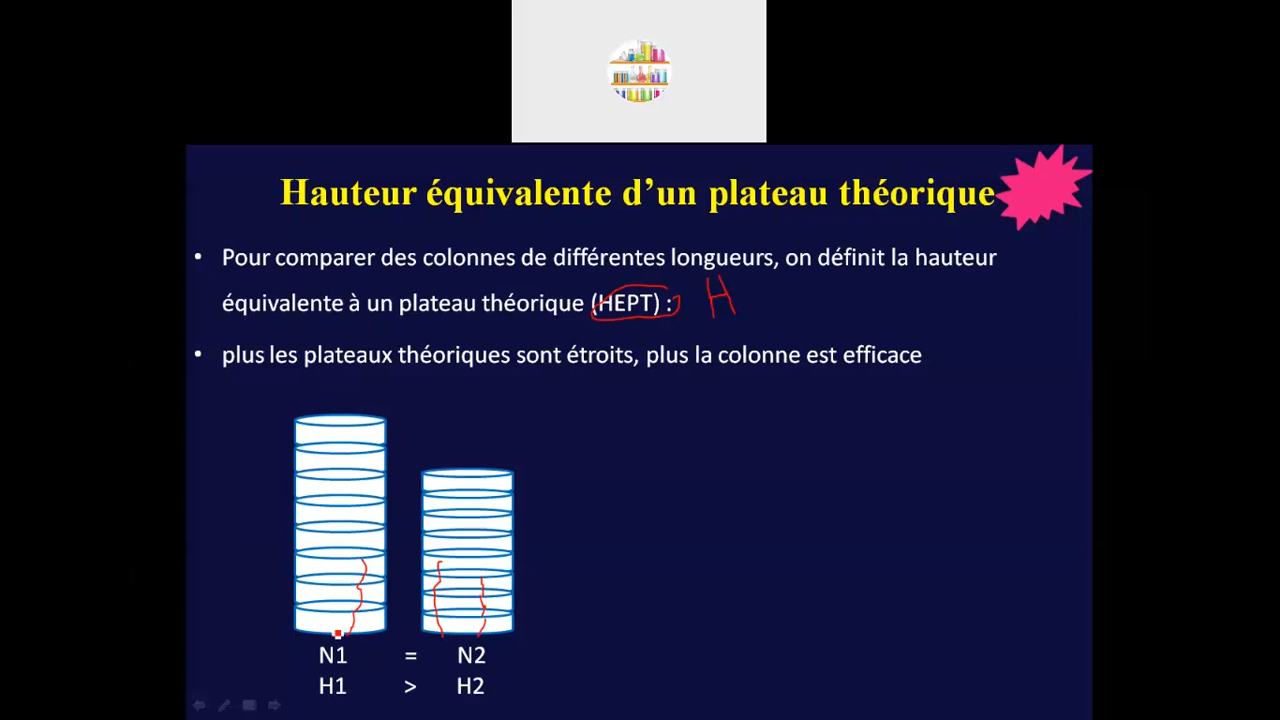 Hauteur équivalente d’un plateau théorique
• Pour comparer des colonnes de différentes longueurs, on définit la hauteur
équivalente à un plateau théorique (HEPT) : H
• plus les plateaux théoriques sont étroits, plus la colonne est efficace
N1 = N2
H1 > H2